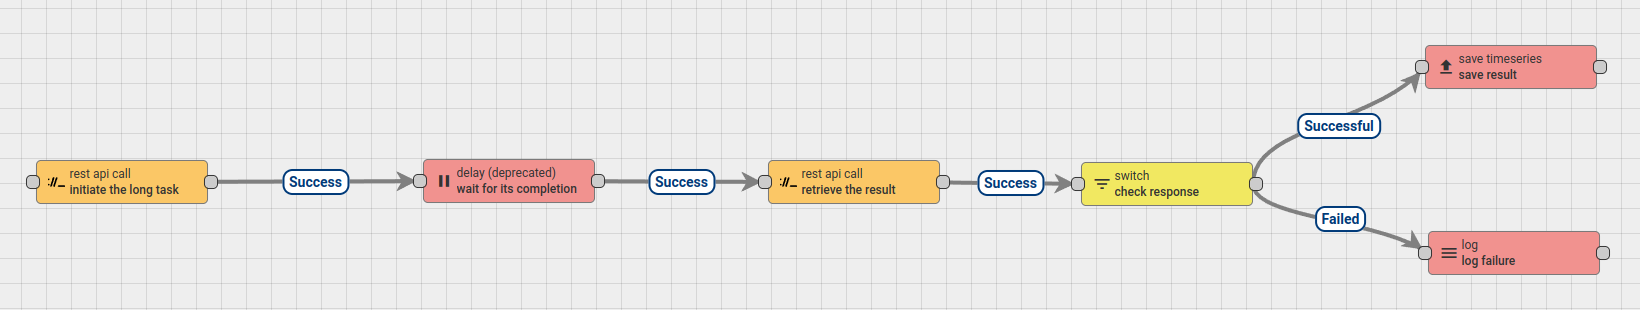 rest api call
initiate the long task
Success
delay (deprecated)
wait for its completion
Success
rest api call
retrieve the result
Success
switch
check response
Successful
save timeseries
save result
Failed
log
log failure